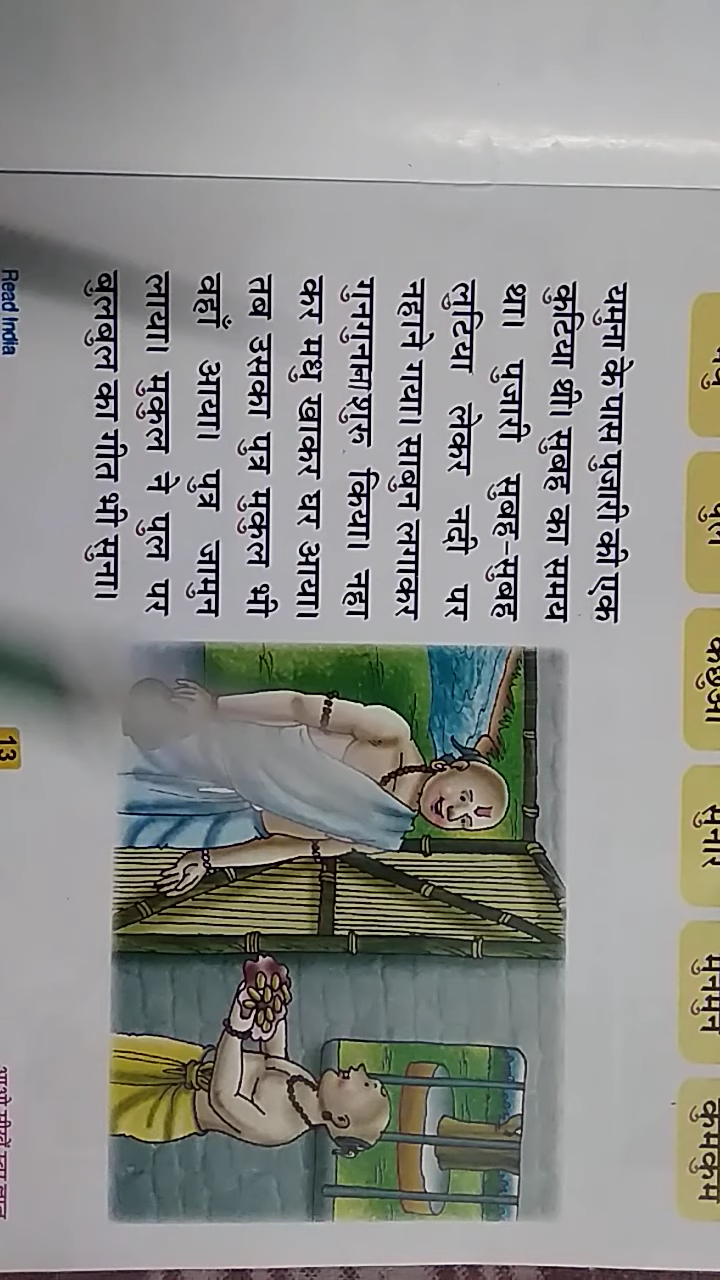 पुल कछुआ सुनार मुनमुन कुमकुम
यमुना के पास पुजारी की एक
कुटिया थी। सुबह का समय
था। पुजारी सुबह-सुबह
लुटिया लेकर नदी पर
नहाने गया। साबुन लगाकर
गुनगुनाना शुरू किया। नहा
कर मधु खाकर घर आया।
तब उसका पुत्र मुकुल भी
वहाँ आया। पुत्र जामुन
लाया। मुकुल ने पुल पर
बुलबुल का गीत भी सुना।
Read India
13